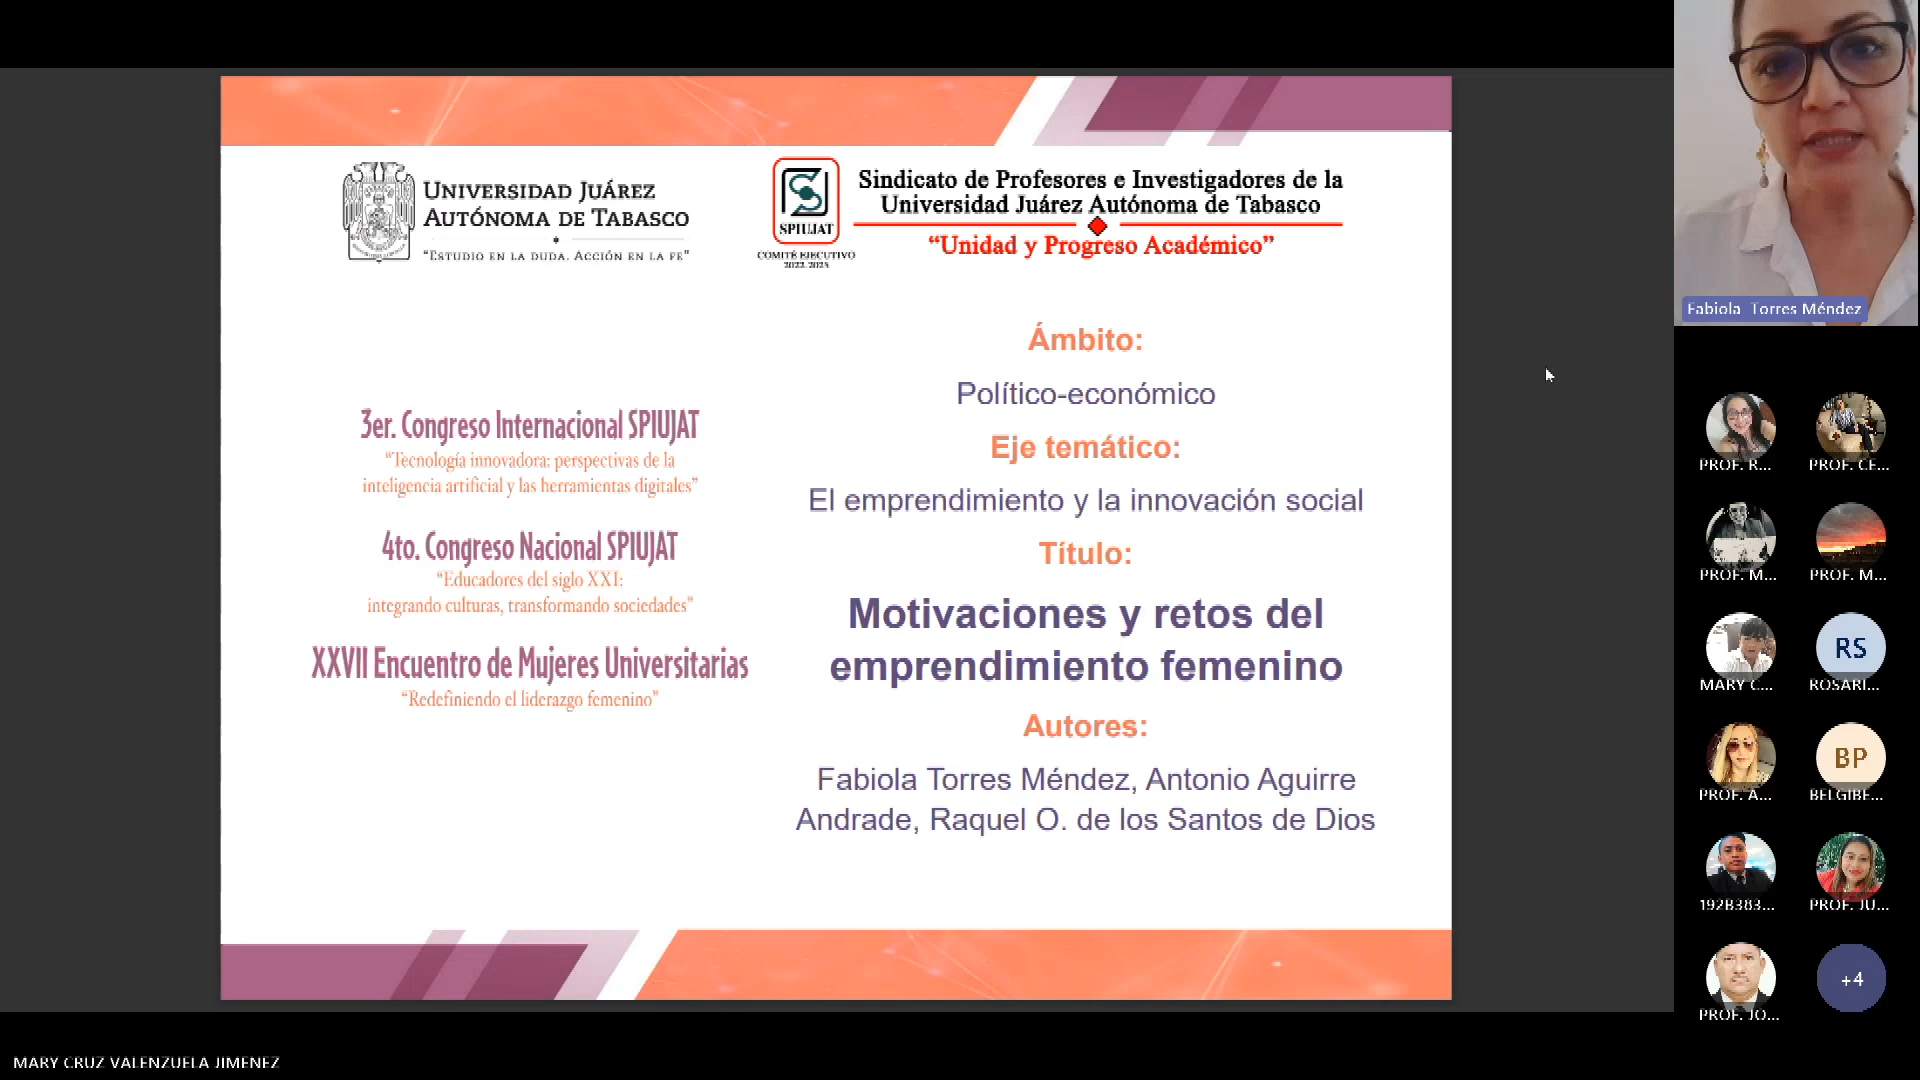 UNIVERSIDAD JUÁREZ
AUTÓNOMA DE TABASCO
“ESTUDIO EN LA DUDA. ACCIÓN EN LA FE”
SPIUJAT
COMITÉ EJECUTIVO
2022-2025
Sindicato de Profesores e Investigadores de la
Universidad Juárez Autónoma de Tabasco
“Unidad y Progreso Académico”
3er. Congreso Internacional SPIUJAT
“Tecnología innovadora: perspectivas de la
inteligencia artificial y las herramientas digitales”
4to. Congreso Nacional SPIUJAT
“Educadores del siglo XXI:
integrando culturas, transformando sociedades”
XXVII Encuentro de Mujeres Universitarias
“Redefiniendo el liderazgo femenino”
Ámbito:
Político-económico
Eje temático:
El emprendimiento y la innovación social
Título:
Motivaciones y retos del
emprendimiento femenino
Autores:
Fabiola Torres Méndez, Antonio Aguirre
Andrade, Raquel O. de los Santos de Dios
Fabiola Torres Méndez
PROF. R...
PROF. CE...
PROF. M...
PROF. M...
MARY C...
RS
ROSARI...
PROF. A...
BP
BELGIBE...
192B383...
PROF. JU...
PROF. JO...
+4
MARY CRUZ VALENZUELA JIMENEZ